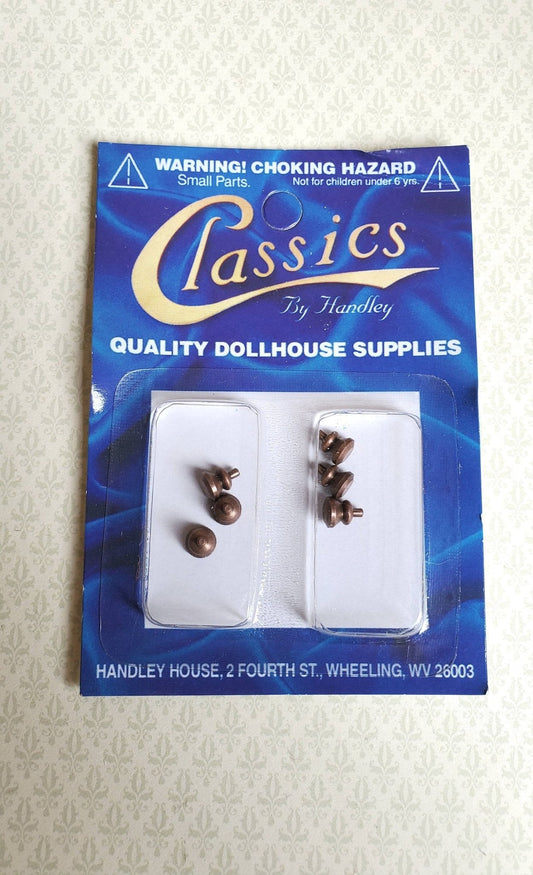 WARNING! CHOKING HAZARD
Small Parts. Not for children under 6 yrs.
Classics
By Handley
QUALITY DOLLHOUSE SUPPLIES
HANDLEY HOUSE, 2 FOURTH ST., WHEELING, WV 26003